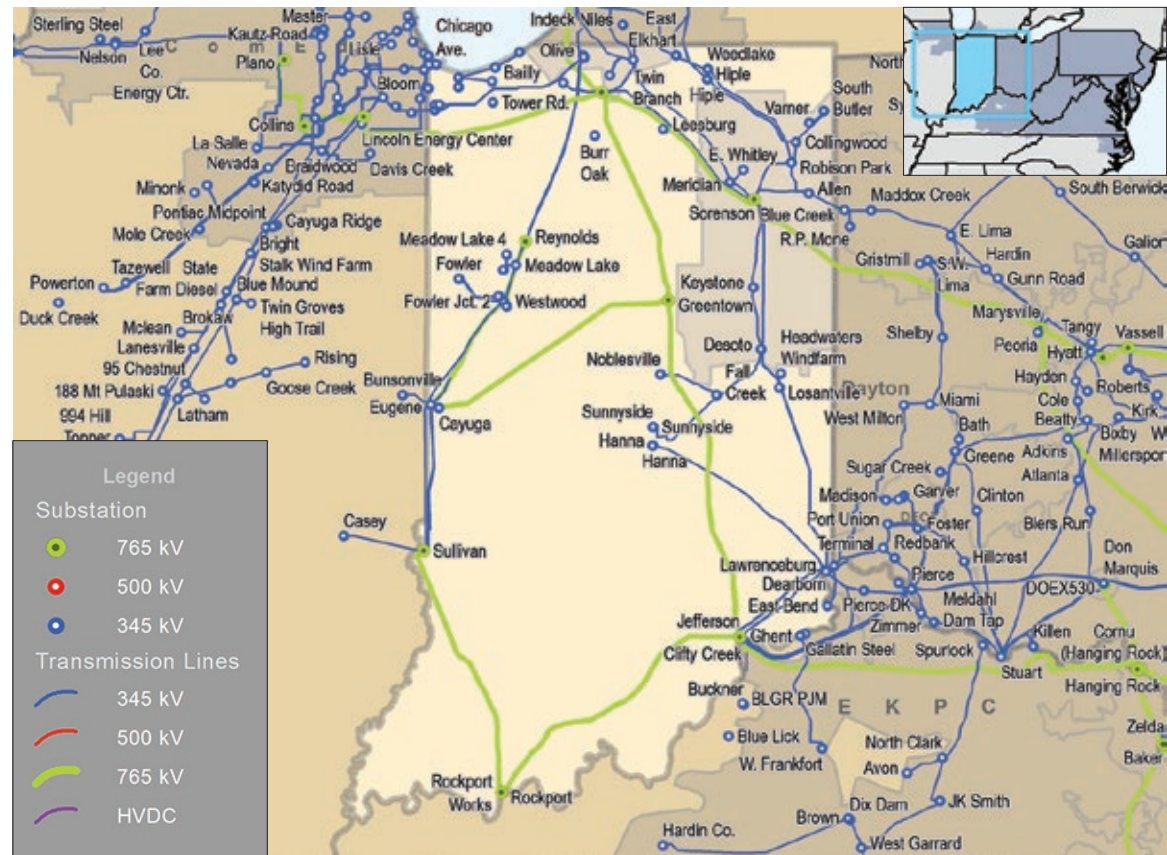 Sterling Steel
Nelson
Lee
Co.
Energy Ctr.
C o m E
Master
Kautz Road
Plano
Lisle
Chicago
Ave.
Bloom
Bailly
Tower Rd.
Indeck Niles
Olive
East
Elkhart
Twin
Branch
Woodlake
Hiple
Hiple
North
Sy
South
Butler
Varner
Collins
La Salle
Nevada
Lincoln Energy Center
Braidwood
Davis Creek
Katydid Road
Minonk
Pontiac Midpoint
Mole Creek
Cayuga Ridge
Bright
Stalk Wind Farm
Blue Mound
Twin Groves
High Trail
Powerton
Duck Creek
Tazewell
State
Farm Diesel
Brokaw
Mclean
Lanesville
95 Chestnut
188 Mt Pulaski
994 Hill
Topper
Latham
Rising
Goose Creek
Burr
Oak
Leesburg
E. Whitley
Meridian
Sorenson
Collingwood
Robison Park
Allen
Blue Creek
R.P. Mone
Maddox Creek
South Berwick
E. Lima
Galion
Hardin
Gunn Road
Gristmill
S.W.
Lima
Meadow Lake 4
Reynolds
Fowler
Meadow Lake
Fowler Jct. 2
Westwood
Keystone
Greentown
Desoto
Headwaters
Windfarm
Fall
Creek
Losantville
Noblesville
Sunnyside
Sunnyside
Hanna
Hanna
Bunsonville
Eugene
Cayuga
Shelby
Marysville
Peoria
Tangy
Hyatt
Vassell
Hayden
Cole
Beatty
Roberts
Kirk
Bixby
W
Millersport
Dayton
Miami
West Milton
Bath
Greene
Adkins
Atlanta
Sugar Creek
Madison
Garver
DEOK
Clinton
Port Union
Foster
Biers Run
Terminal
Redbank
Hillcrest
Don
Marquis
Lawrenceburg
Dearborn
Pierce
DOEX530
East Bend
Pierce DK
Meldahl
Dam Tap
Zimmer
Killen
Cornu
(Hanging Rock)
Hanging Rock
Casey
Sullivan
Jefferson
Clifty Creek
Ghent
Gallatin Steel
Spurlock
Stuart
Buckner
BLGR PJM
E K P C
Blue Lick
W. Frankfort
North Clark
Avon
Zelda
Baker
Rockport
Works
Rockport
Dix Dam
Brown
JK Smith
Hardin Co.
West Garrard
Legend
Substation
765 kV
500 kV
345 kV
Transmission Lines
345 kV
500 kV
765 kV
HVDC